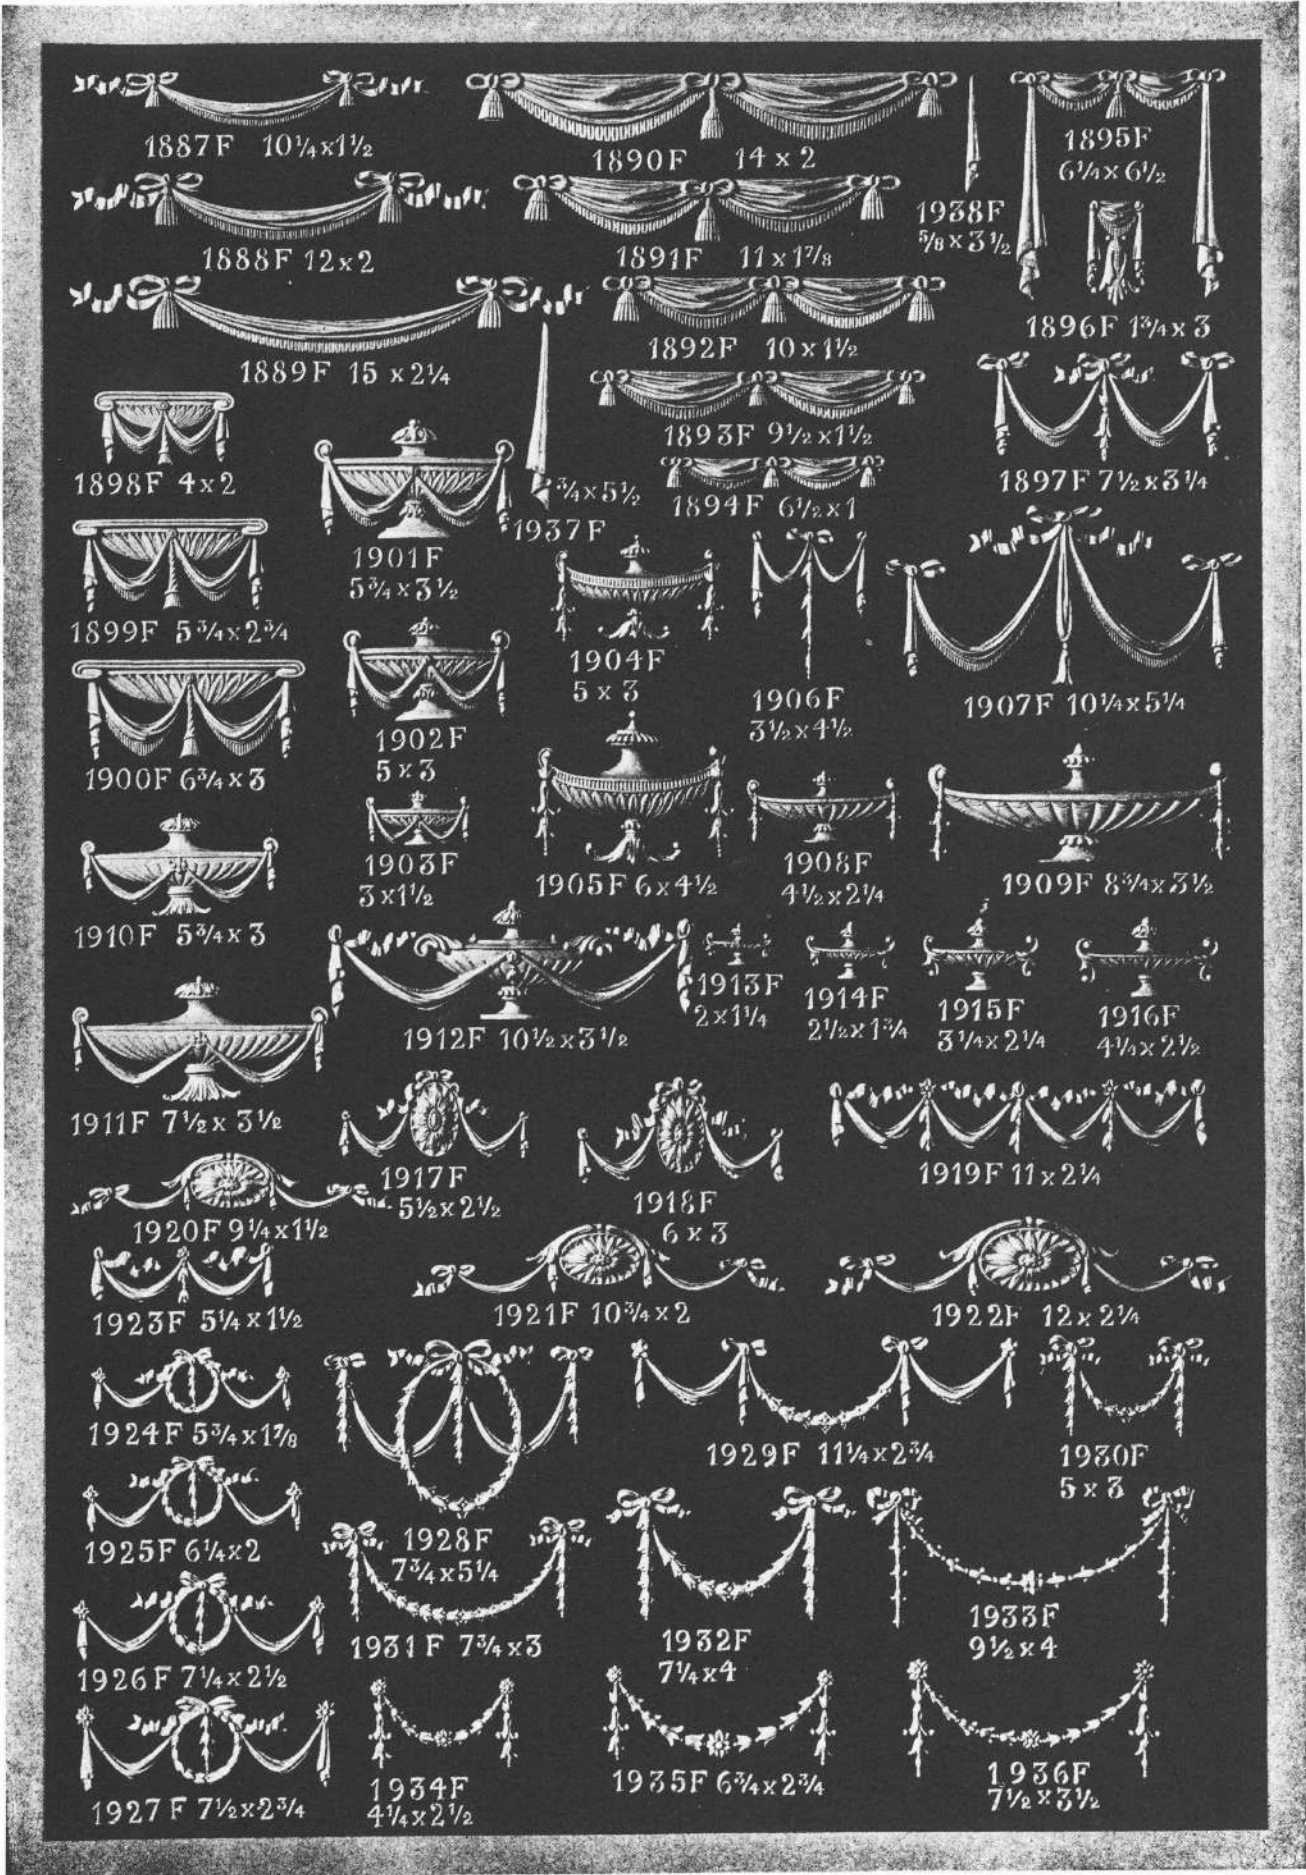 1887F 10¼x1½
1890F 14 x 2
1895F
6¼x6½
1938F
⅝x3½
1888F 12x2
1891F 11x1⅞
1896F 1¾x3
1889F 15 x2¼
1892F 10x1½
1893F 9½x1½
1897F 7½x3¼
1898F 4x2
1894F 6½x1
¾x5½
1937F
1901F
5¾x3½
1899F 5¾x2¾
1904F
5 x 3
1906F
3½x4½
1907F 10¼x5¼
1902F
5x3
1900F 6¾x3
1903F
3x1½
1905F 6x4½
1908F
4½x2¼
1909F 8¾x3½
1910F 5¾x3
1912F 10½x3½
1913F
2x1¼
1914F
2½x1¾
1915F
3¼x2¼
1916F
4¼x2½
1911F 7½x3½
1917F
5½x2½
1918F
6 x 3
1919F 11x2¼
1920F 9¼x1½
1923F 5¼x1½
1921F 10¾x2
1922F 12x2¼
1924F 5¾x1⅞
1929F 11¼x2¾
1930F
5 x 3
1925F 6¼x2
1928F
7¾x5¼
1931F 7¾x3
1932F
7¼x4
1933F
9½x4
1926F 7¼x2½
1927F 7½x2¾
1934F
4¼x2½
1935F 6¾x2¾
1936F
7½x3½